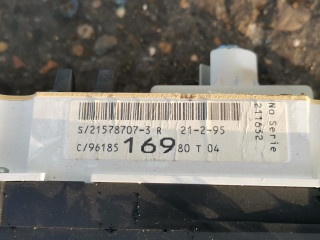 S/21578707-3 R 21-2-95
C/96185 169 80 T 04
No Serie
211652